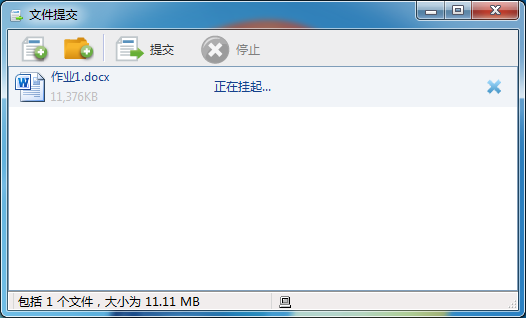 文件提交
提交
停止
作业1.docx
正在挂起...
11,376KB
包括 1 个文件，大小为 11.11 MB